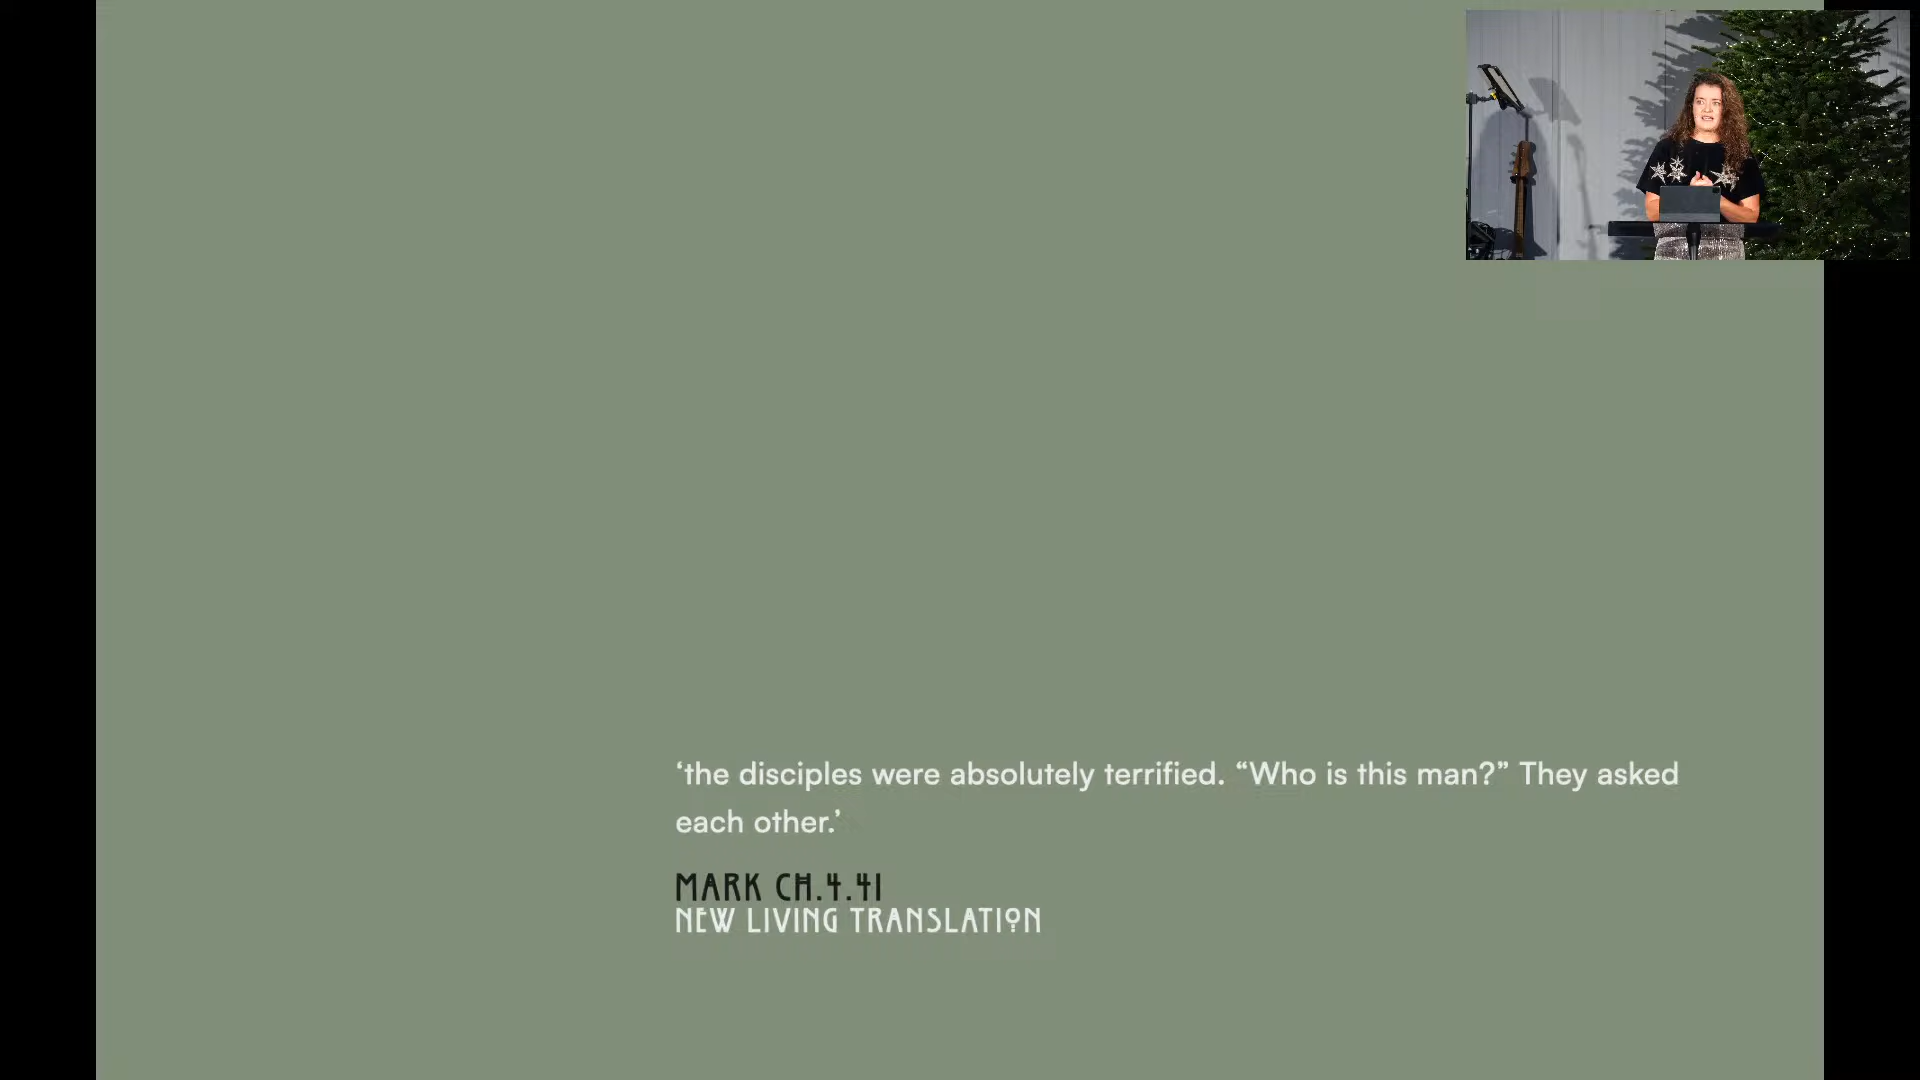 ‘the disciples were absolutely terrified. “Who is this man?” They asked
each other.’
MARK CH.4.41
NEW LIVING TRANSLATION